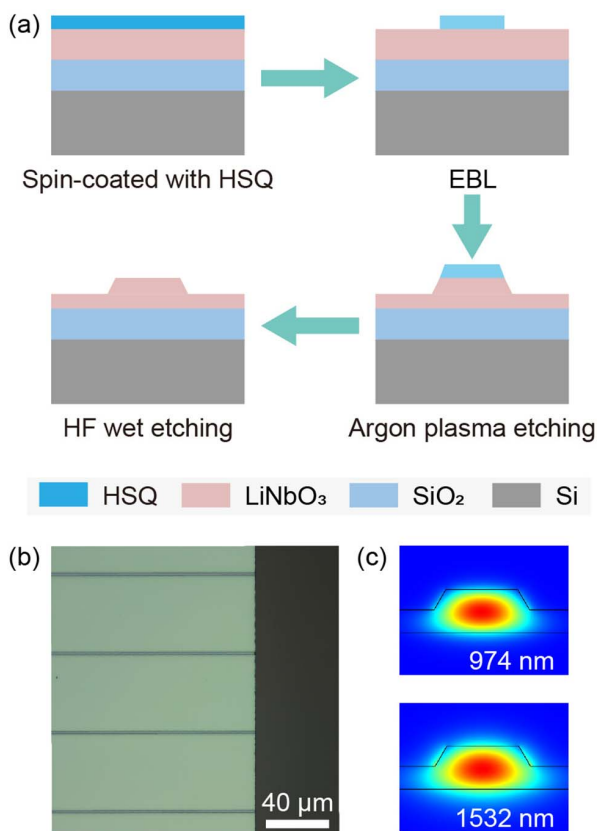 (a)
Spin-coated with HSQ
EBL
HF wet etching
Argon plasma etching
HSQ LiNbO₃ SiO₂ Si
(b)
40 µm
(c)
974 nm
1532 nm